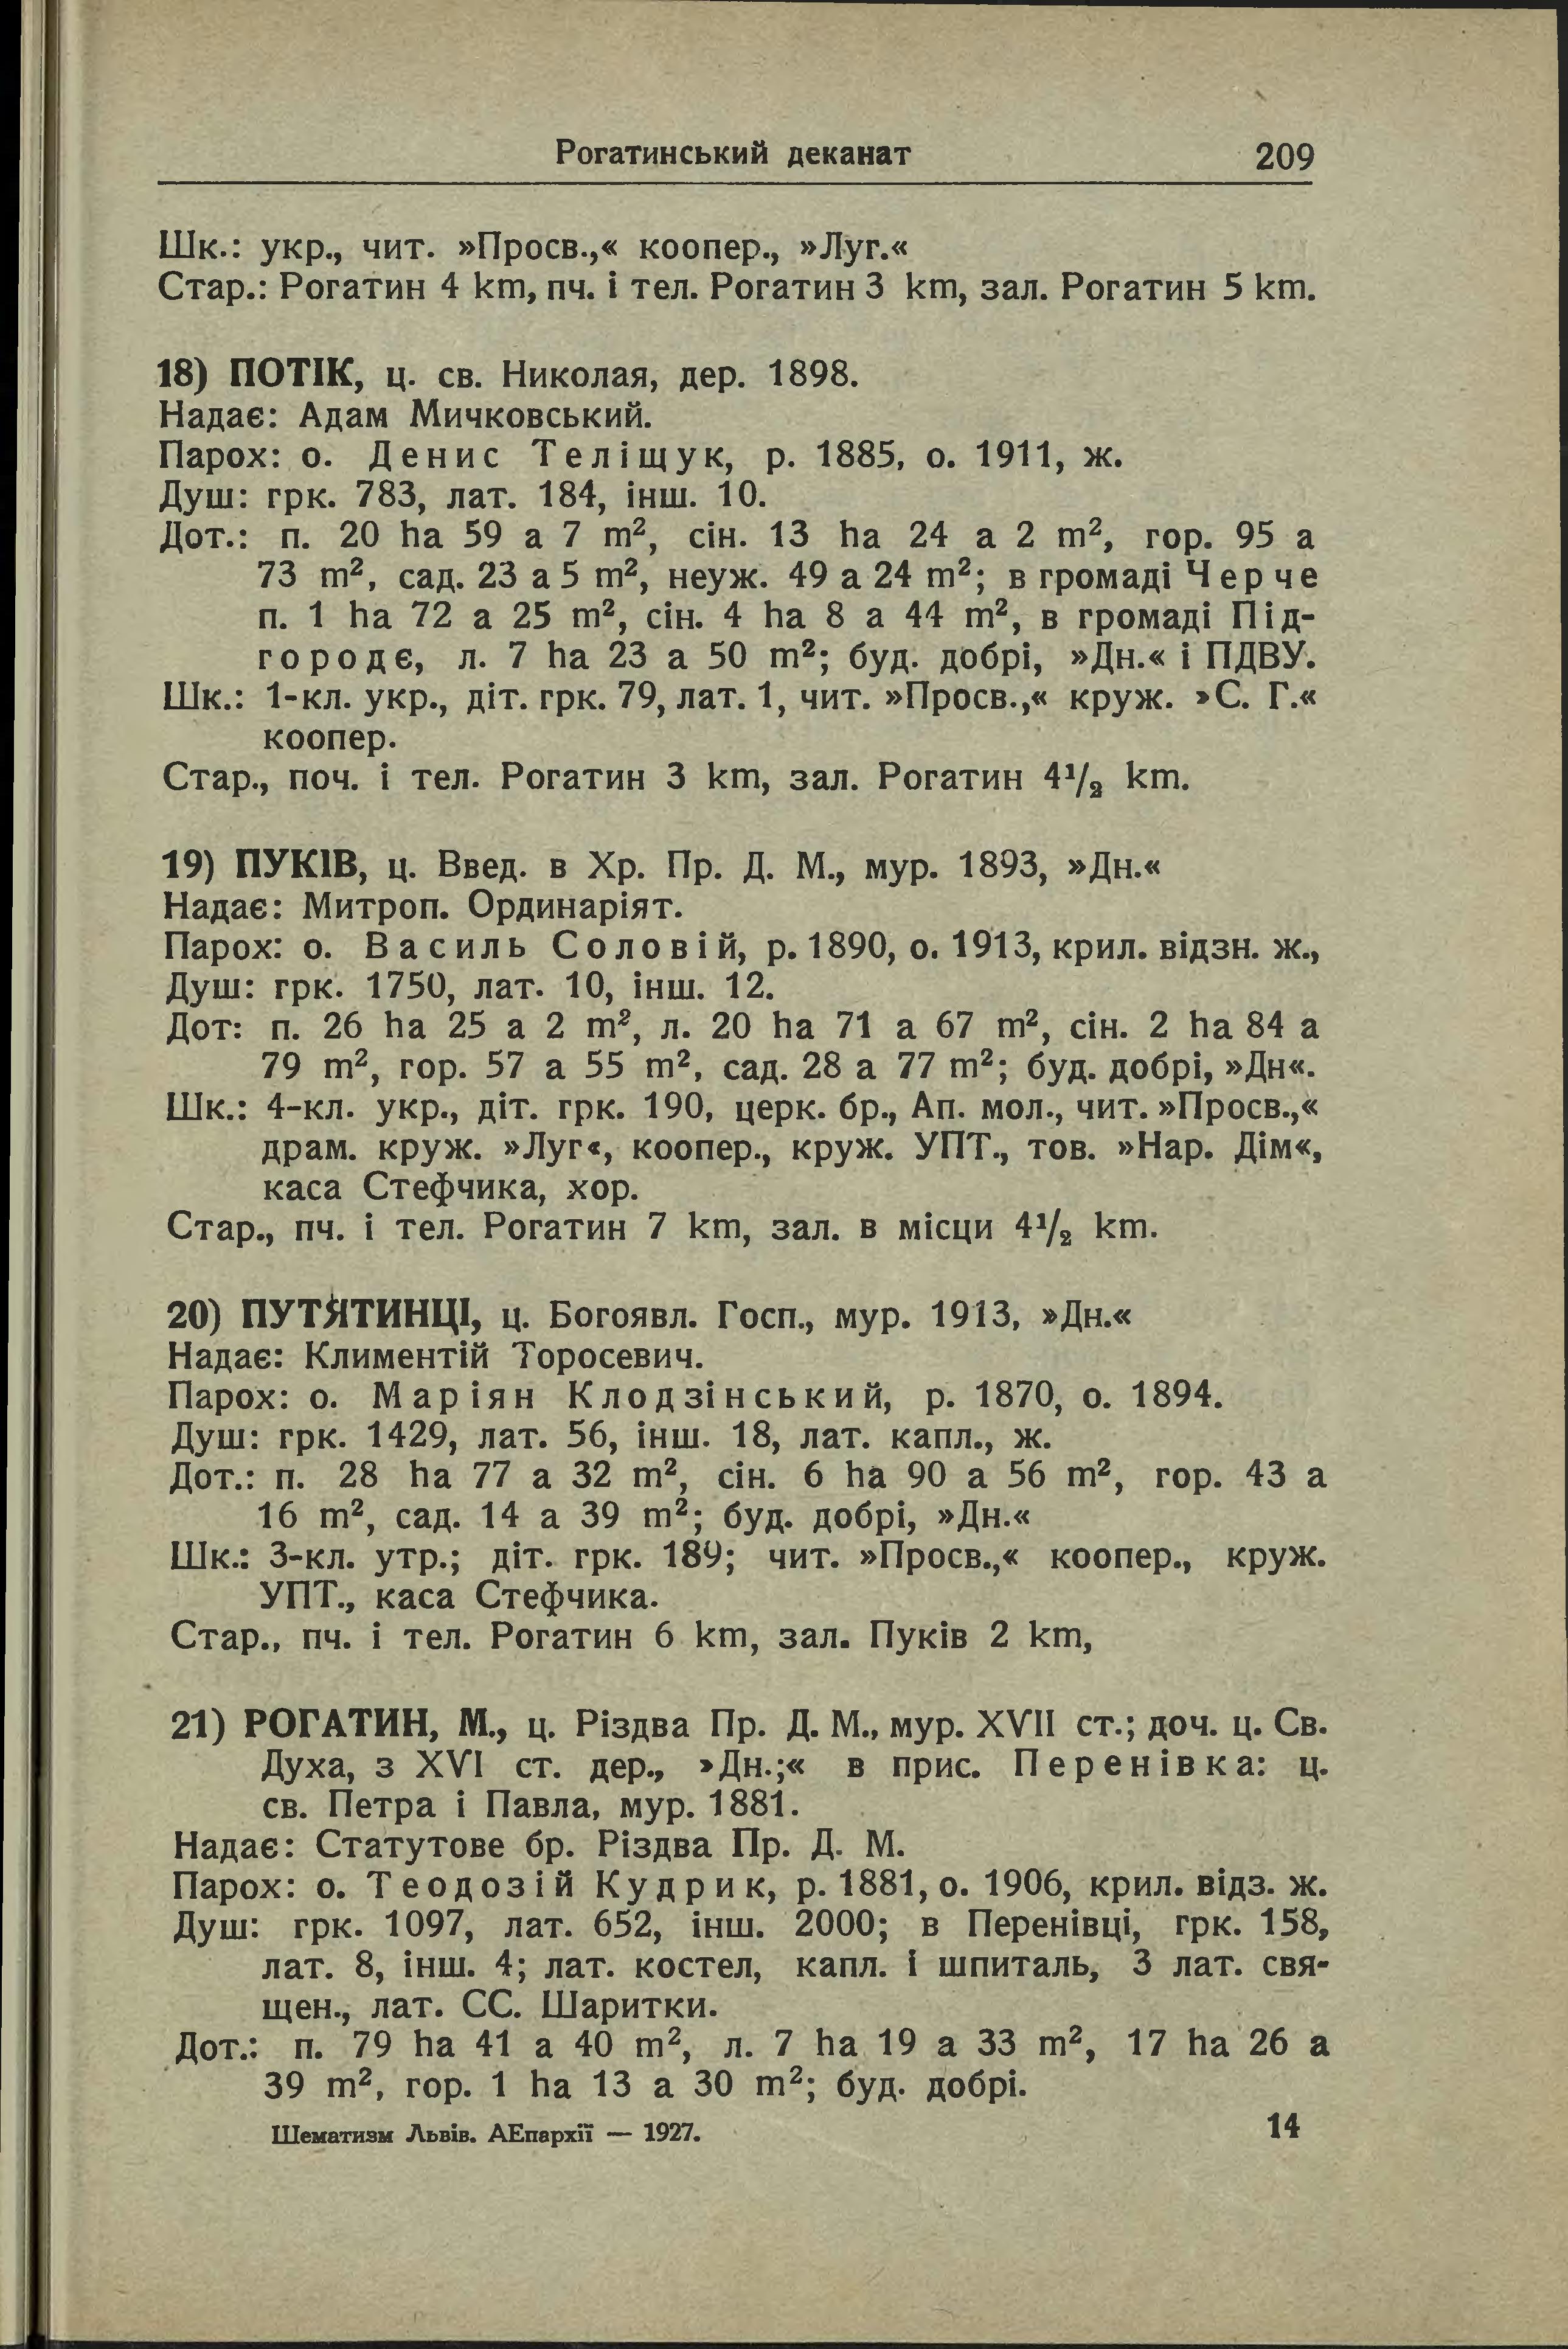 Рогатинський деканат 209
Шк.: укр., чит. »Просв.,« коопер., »Луг.«
Стар.: Рогатин 4 km, пч. і тел. Рогатин 3 km, зал. Рогатин 5 km.
18) ПОТІК, ц. св. Николая, дер. 1898.
Надає: Адам Мичковський.
Парох: о. Денис Теліщук, р. 1885, о. 1911, ж.
Душ: грк. 783, лат. 184, інш. 10.
Дот.: п. 20 ha 59 a 7 m², сін. 13 ha 24 a 2 m², гор. 95 a
73 m², сад. 23 a 5 m², неуж. 49 a 24 m²; в громаді Черче
п. 1 ha 72 a 25 m², сін. 4 ha 8 a 44 m², в громаді Під-
городє, л. 7 ha 23 a 50 m²; буд. добрі, »Дн.« і ПДВУ.
Шк.: 1-кл. укр., діт. грк. 79, лат. 1, чит. »Просв.,« круж. »С. Г.«
коопер.
Стар., поч. і тел. Рогатин 3 km, зал. Рогатин 4½ km.
19) ПУКІВ, ц. Введ. в Хр. Пр. Д. М., мур. 1893, »Дн.«
Надає: Митроп. Ординаріят.
Парох: о. Василь Соловій, р. 1890, о. 1913, крил. відзн. ж.,
Душ: грк. 1750, лат. 10, інш. 12.
Дот: п. 26 ha 25 a 2 m², л. 20 ha 71 a 67 m², сін. 2 ha 84 a
79 m², гор. 57 a 55 m², сад. 28 a 77 m²; буд. добрі, »Дн«.
Шк.: 4-кл. укр., діт. грк. 190, церк. бр., Ап. мол., чит. »Просв.,«
драм. круж. »Луг«, коопер., круж. УПТ., тов. »Нар. Дім«,
каса Стефчика, хор.
Стар., пч. і тел. Рогатин 7 km, зал. в місци 4½ km.
20) ПУТЯ́ТИНЦІ, ц. Богоявл. Госп., мур. 1913, »Дн.«
Надає: Климентій Торосевич.
Парох: о. Маріян Клодзінський, р. 1870, о. 1894.
Душ: грк. 1429, лат. 56, інш. 18, лат. капл., ж.
Дот.: п. 28 ha 77 a 32 m², сін. 6 ha 90 a 56 m², гор. 43 a
16 m², сад. 14 a 39 m²; буд. добрі, »Дн.«
Шк.: 3-кл. утр.; діт. грк. 189; чит. »Просв.,« коопер., круж.
УПТ., каса Стефчика.
Стар., пч. і тел. Рогатин 6 km, зал. Пуків 2 km,
21) РОГАТИН, М., ц. Різдва Пр. Д. М., мур. XVII ст.; доч. ц. Св.
Духа, з XVI ст. дер., »Дн.;« в прис. Перенівка: ц.
св. Петра і Павла, мур. 1881.
Надає: Статутове бр. Різдва Пр. Д. М.
Парох: о. Теодозій Кудрик, р. 1881, о. 1906, крил. відз. ж.
Душ: грк. 1097, лат. 652, інш. 2000; в Перенівці, грк. 158,
лат. 8, інш. 4; лат. костел, капл. і шпиталь, 3 лат. свя-
щен., лат. СС. Шаритки.
Дот.: п. 79 ha 41 a 40 m², л. 7 ha 19 a 33 m², 17 ha 26 a
39 m², гор. 1 ha 13 a 30 m²; буд. добрі.
Шематизм Львів. АЕпархії — 1927. 14